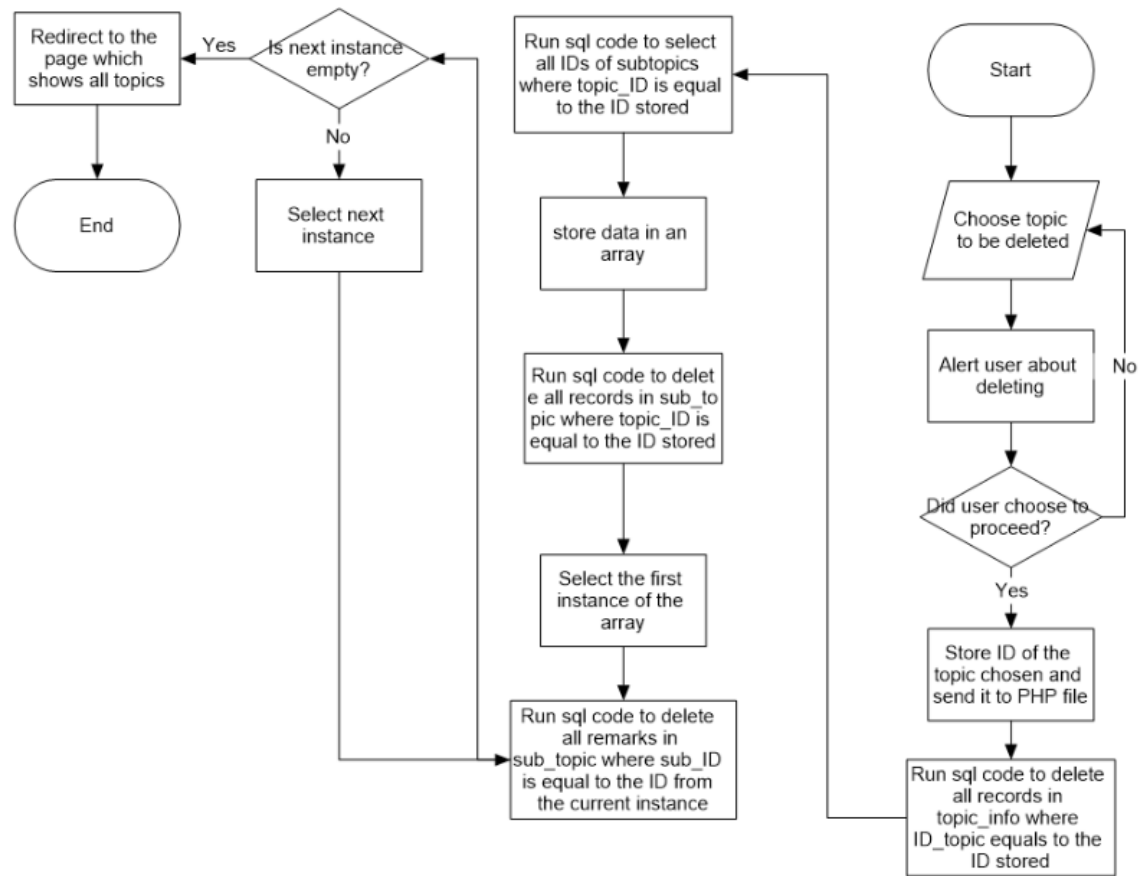 Start
Choose topic
to be deleted
Alert user about
deleting
No
Did user choose to
proceed?
Yes
Store ID of the
topic chosen and
send it to PHP file
Run sql code to delete
all records in
topic_info where
ID_topic equals to the
ID stored
Run sql code to select
all IDs of subtopics
where topic_ID is equal
to the ID stored
store data in an
array
Run sql code to delet
e all records in sub_to
pic where topic_ID is
equal to the ID stored
Select the first
instance of the
array
Run sql code to delete
all remarks in
sub_topic where sub_ID
is equal to the ID from
the current instance
Is next instance
empty?
No
Select next
instance
Yes
Redirect to the
page which
shows all topics
End